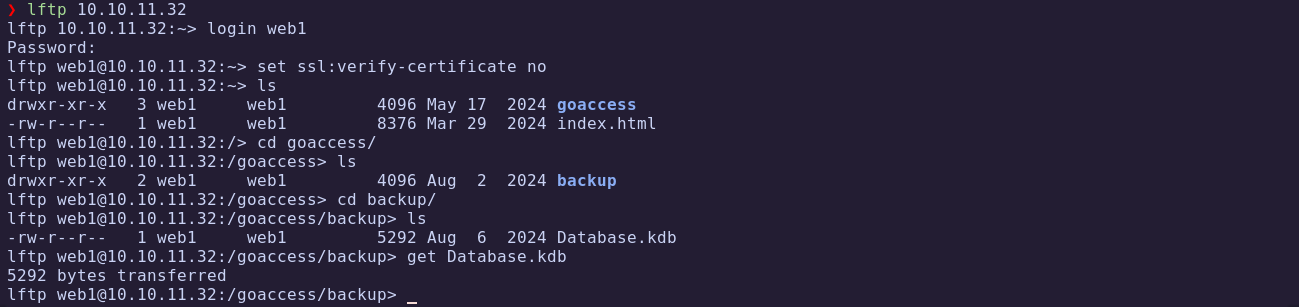 ❯ lftp 10.10.11.32
lftp 10.10.11.32:~> login web1
Password:
lftp web1@10.10.11.32:~> set ssl:verify-certificate no
lftp web1@10.10.11.32:~> ls
drwxr-xr-x   3 web1     web1         4096 May 17  2024 goaccess
-rw-r--r--   1 web1     web1         8376 Mar 29  2024 index.html
lftp web1@10.10.11.32:/> cd goaccess/
lftp web1@10.10.11.32:/goaccess> ls
drwxr-xr-x   2 web1     web1         4096 Aug  2  2024 backup
lftp web1@10.10.11.32:/goaccess> cd backup/
lftp web1@10.10.11.32:/goaccess/backup> ls
-rw-r--r--   1 web1     web1         5292 Aug  6  2024 Database.kdb
lftp web1@10.10.11.32:/goaccess/backup> get Database.kdb
5292 bytes transferred
lftp web1@10.10.11.32:/goaccess/backup> _